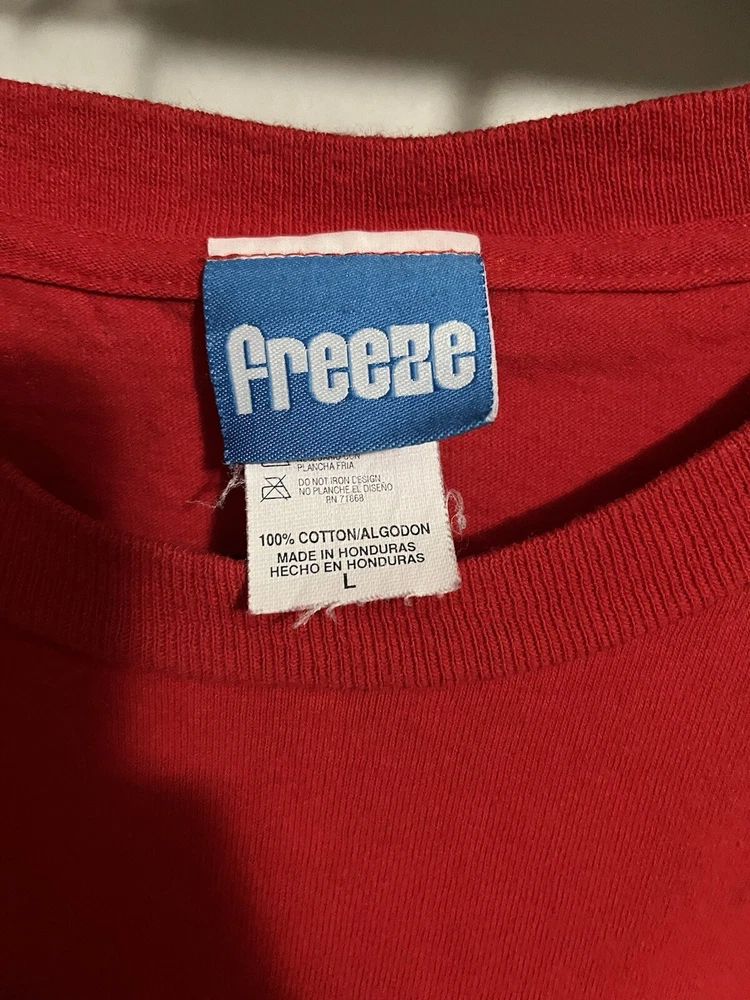 freeze
PLANCHA FRIA
DO NOT IRON DESIGN
NO PLANCHE EL DISEÑO
RN 71668
100% COTTON/ALGODON
MADE IN HONDURAS
HECHO EN HONDURAS
L